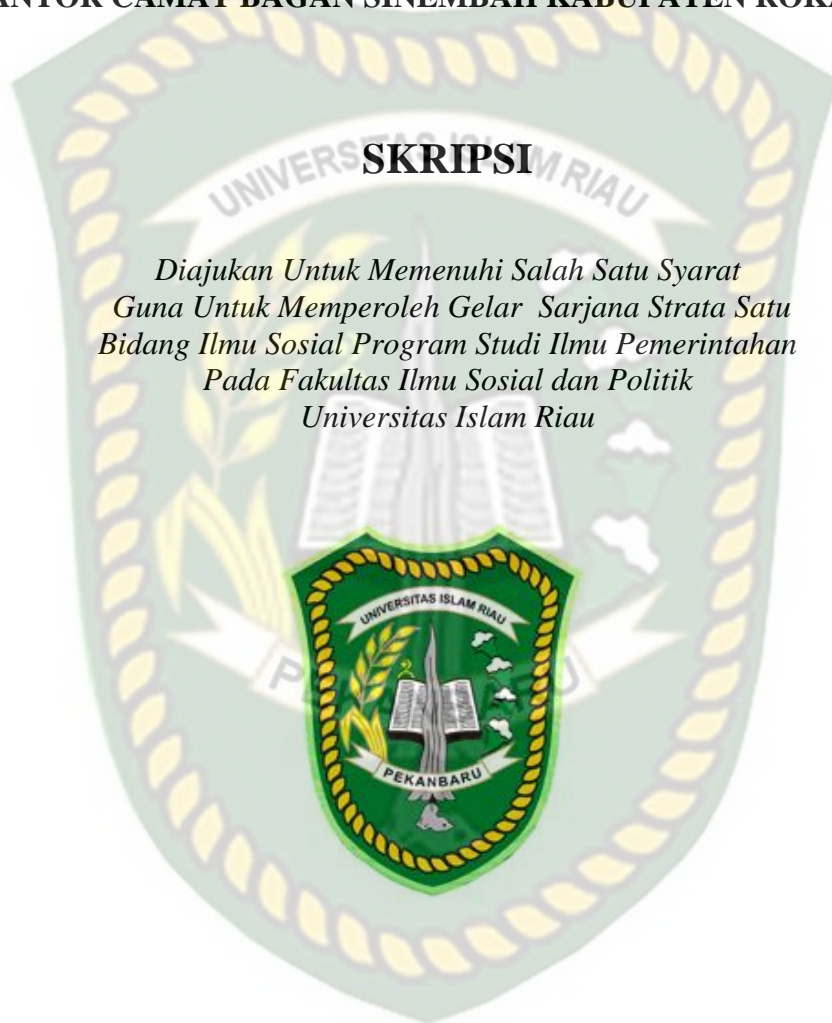 CAMAT BAGAN SINEMBAH KABUPATEN
SKRIPSI
Diajukan Untuk Memenuhi Salah Satu Syarat
Guna Untuk Memperoleh Gelar Sarjana Strata Satu
Bidang Ilmu Sosial Program Studi Ilmu Pemerintahan
Pada Fakultas Ilmu Sosial dan Politik
Universitas Islam Riau
UNIVERSITAS ISLAM RIAU
PEKANBARU